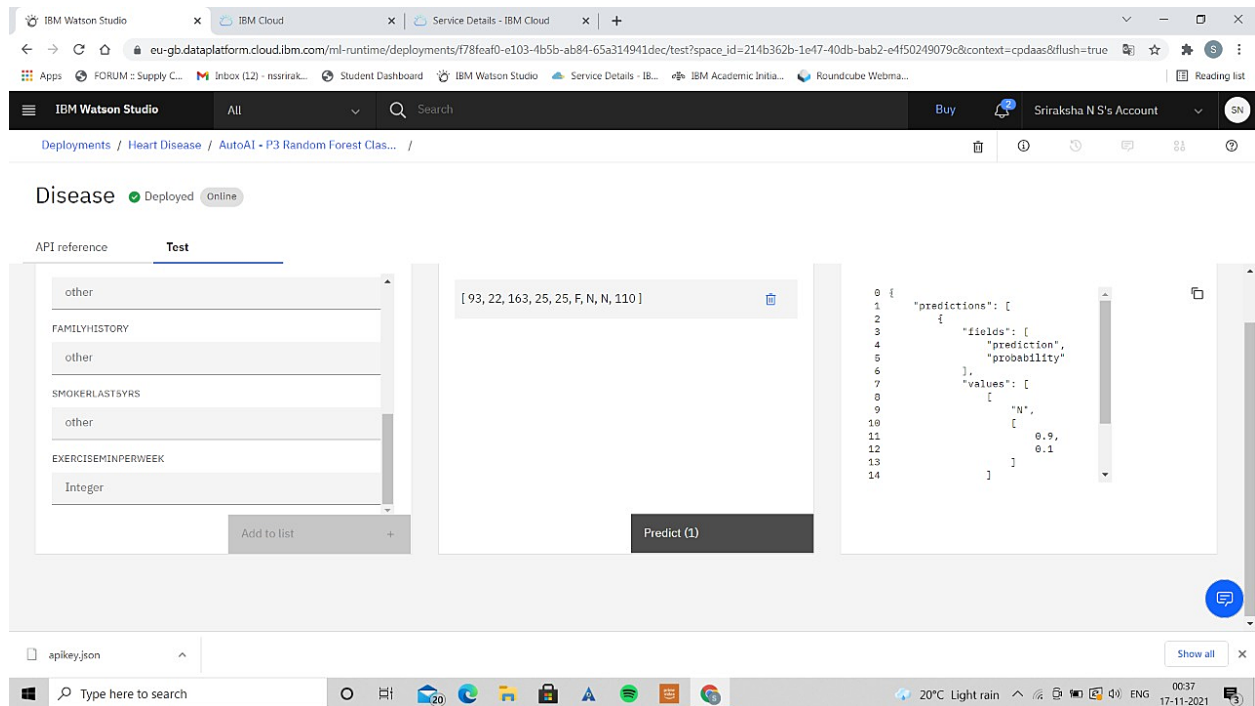 IBM Watson Studio
IBM Cloud
Service Details - IBM Cloud
eu-gb.dataplatform.cloud.ibm.com/ml-runtime/deployments/f78feaf0-e103-4b5b-ab84-65a314941dec/test?space_id=214b362b-1e47-40db-bab2-e4f50249079c&context=cpdaas&flush=true
S
Apps FORUM :: Supply C... Inbox (12) - nssrirak... Student Dashboard IBM Watson Studio Service Details - IB... IBM Academic Initia... Roundcube Webma... Reading list
IBM Watson Studio All Search Buy 2 Sriraksha N S's Account SN
Deployments / Heart Disease / AutoAI - P3 Random Forest Clas... /
Disease Deployed Online
API reference Test
other
FAMILYHISTORY
other
SMOKERLAST5YRS
other
EXERCISEMINPERWEEK
Integer
Add to list +
[ 93, 22, 163, 25, 25, F, N, N, 110 ]
Predict (1)
0 {
1 "predictions": [
2 {
3 "fields": [
4 "prediction",
5 "probability"
6 ],
7 "values": [
8 [
9 "N",
10 [
11 0.9,
12 0.1
13 ]
14 ]
apikey.json
Show all
Type here to search
20
20°C Light rain
ENG
00:37
17-11-2021
3